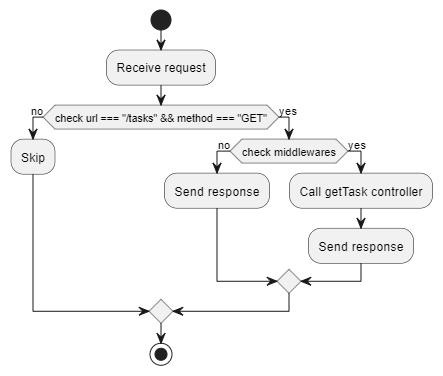 Receive request
no
check url === "/tasks" && method === "GET"
yes
Skip
no
check middlewares
yes
Send response
Call getTask controller
Send response